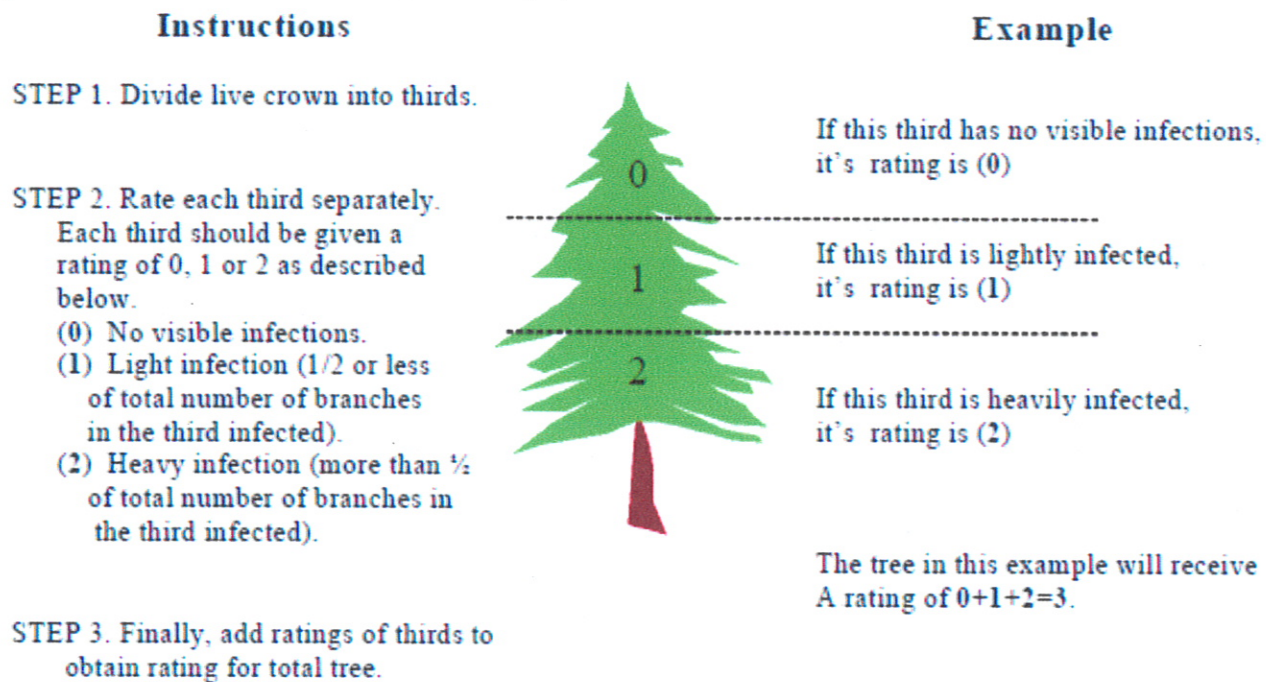 Instructions
STEP 1. Divide live crown into thirds.
STEP 2. Rate each third separately.
Each third should be given a
rating of 0, 1 or 2 as described
below.
(0) No visible infections.
(1) Light infection (1/2 or less
of total number of branches
in the third infected).
(2) Heavy infection (more than ½
of total number of branches in
the third infected).
STEP 3. Finally, add ratings of thirds to
obtain rating for total tree.
0
1
2
Example
If this third has no visible infections,
it's rating is (0)
If this third is lightly infected,
it's rating is (1)
If this third is heavily infected,
it's rating is (2)
The tree in this example will receive
A rating of 0+1+2=3.